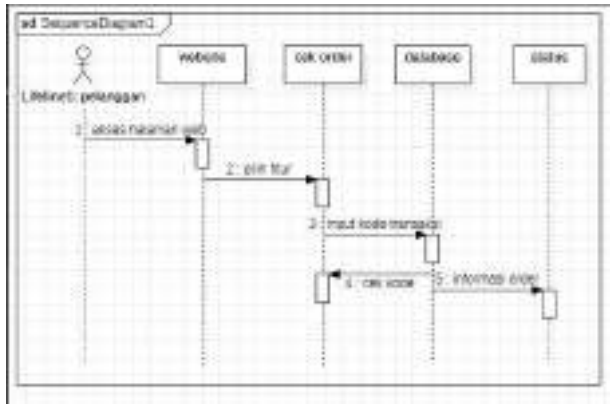 sd SequenceDiagram1
website
cek order
database
status
Lifeline1: pelanggan
1 : akses halaman web
2 : pilih fitur
3 : input kode transaksi
4 : cek kode
5 : informasi order